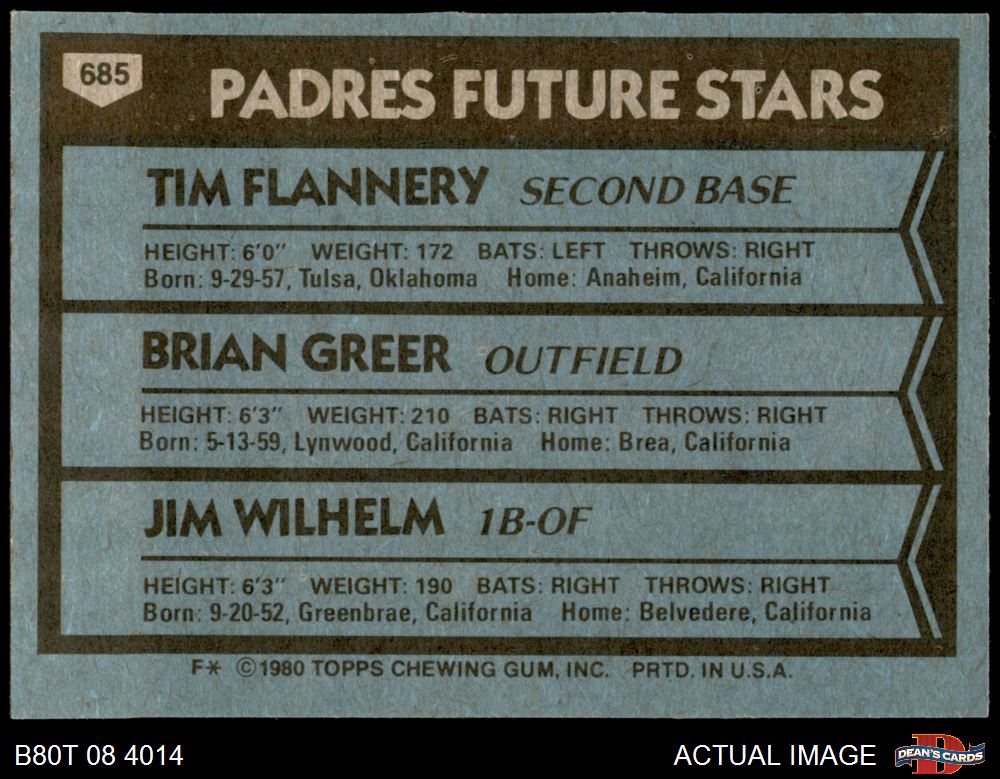 685
PADRES FUTURE STARS
TIM FLANNERY SECOND BASE
HEIGHT: 6'0" WEIGHT: 172 BATS: LEFT THROWS: RIGHT
Born: 9-29-57, Tulsa, Oklahoma Home: Anaheim, California
BRIAN GREER OUTFIELD
HEIGHT: 6'3" WEIGHT: 210 BATS: RIGHT THROWS: RIGHT
Born: 5-13-59, Lynwood, California Home: Brea, California
JIM WILHELM 1B-OF
HEIGHT: 6'3" WEIGHT: 190 BATS: RIGHT THROWS: RIGHT
Born: 9-20-52, Greenbrae, California Home: Belvedere, California
F* ©1980 TOPPS CHEWING GUM, INC. PRTD. IN U.S.A.
B80T 08 4014 ACTUAL IMAGE D DEAN'S CARDS